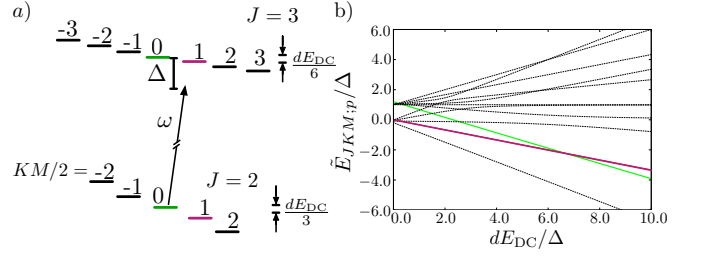 a)
J = 3
-3 -2 -1 0 1 2 3
Δ
dE_DC/6
ω
KM/2 = -2 -1 0 1 2
J = 2
dE_DC/3
b)
Ẽ_JKM;p/Δ
6.0
4.0
2.0
0.0
-2.0
-4.0
-6.0
0.0 2.0 4.0 6.0 8.0 10.0
dE_DC/Δ